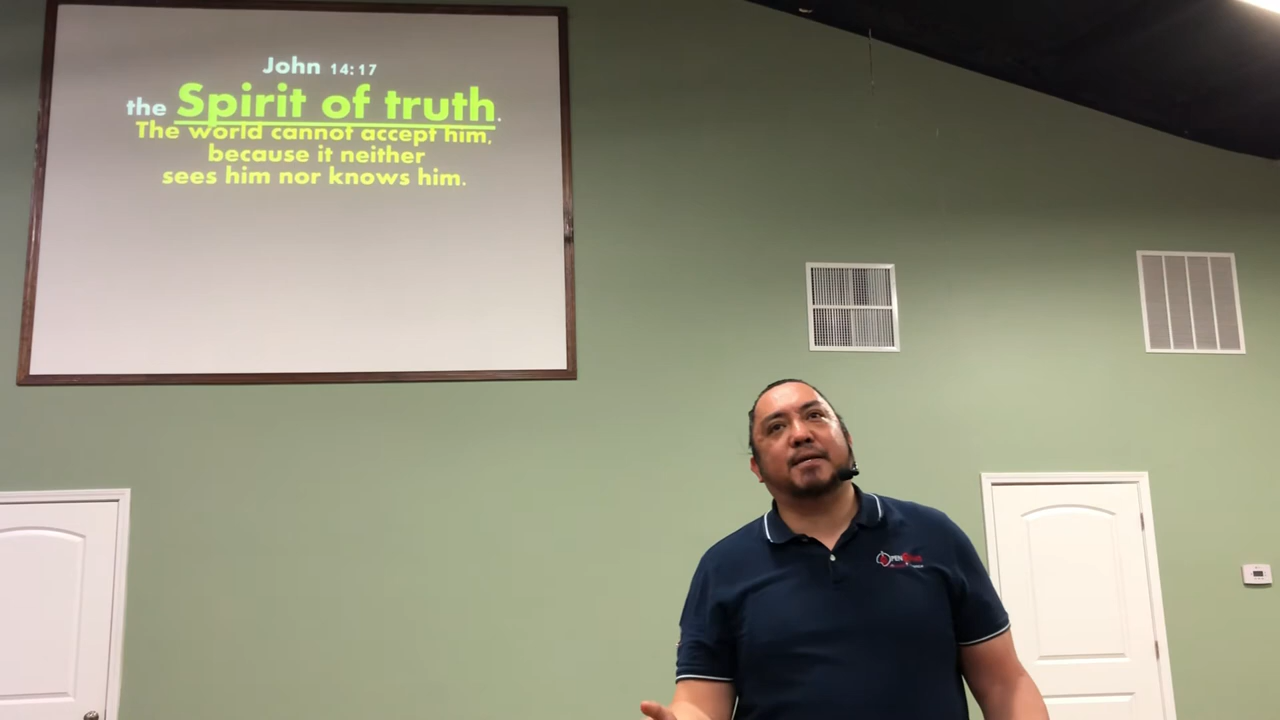 John 14:17
the Spirit of truth.
The world cannot accept him,
because it neither
sees him nor knows him.